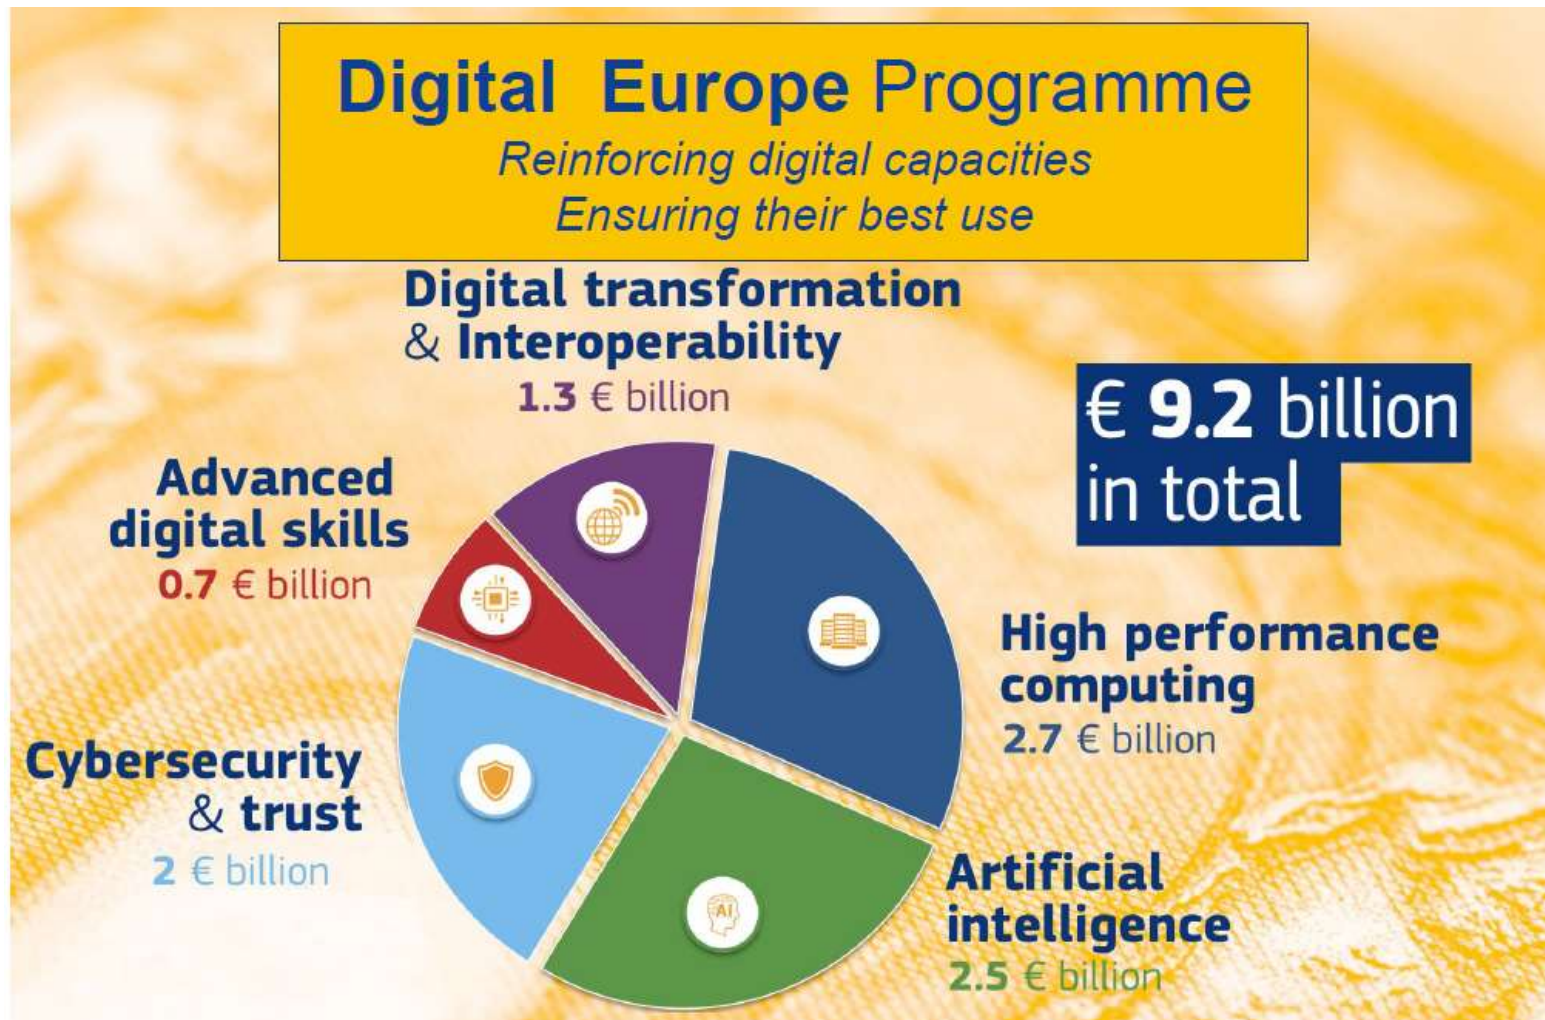 Digital Europe Programme
Reinforcing digital capacities
Ensuring their best use
Digital transformation
& Interoperability
1.3 € billion
€ 9.2 billion
in total
Advanced
digital skills
0.7 € billion
High performance
computing
2.7 € billion
Cybersecurity
& trust
2 € billion
Artificial
intelligence
2.5 € billion
AI